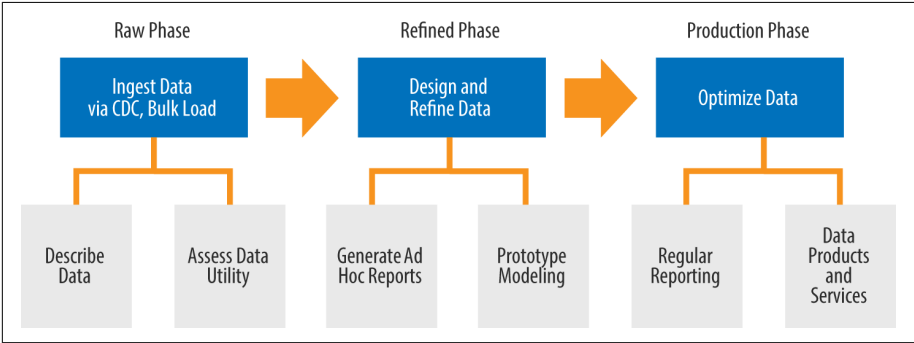 Raw Phase
Refined Phase
Production Phase
Ingest Data
via CDC, Bulk Load
Design and
Refine Data
Optimize Data
Describe
Data
Assess Data
Utility
Generate Ad
Hoc Reports
Prototype
Modeling
Regular
Reporting
Data
Products
and
Services